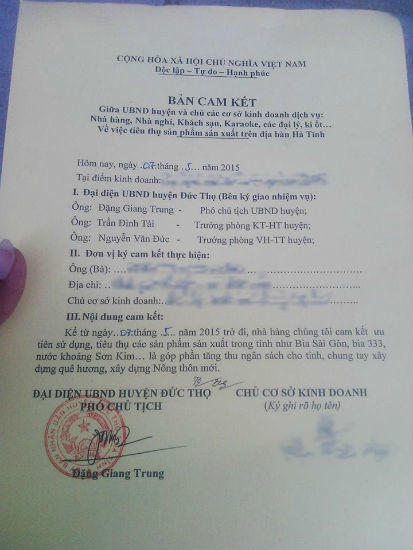 CỘNG HÒA XÃ HỘI CHỦ NGHĨA VIỆT NAM
Độc lập – Tự do – Hạnh phúc
BẢN CAM KẾT
Giữa UBND huyện và chủ các cơ sở kinh doanh dịch vụ:
Nhà hàng, Nhà nghỉ, Khách sạn, Karaoke, các đại lý, ki ốt…
Về việc tiêu thụ sản phẩm sản xuất trên địa bàn Hà Tĩnh
Hôm nay, ngày 07 tháng 5 năm 2015
Tại điểm kinh doanh:
I. Đại diện UBND huyện Đức Thọ (Bên ký giao nhiệm vụ):
Ông: Đặng Giang Trung - Phó chủ tịch UBND huyện;
Ông: Trần Đình Tài - Trưởng phòng KT-HT huyện;
Ông: Nguyễn Văn Đức - Trưởng phòng VH-TT huyện;
II. Đơn vị ký cam kết thực hiện:
Ông (Bà):
Địa chỉ:
Chủ cơ sở kinh doanh:
III. Nội dung cam kết:
Kể từ ngày 07 tháng 5 năm 2015 trở đi, nhà hàng chúng tôi cam kết ưu
tiên sử dụng, tiêu thụ các sản phẩm sản xuất trong tỉnh như Bia Sài Gòn, bia 333,
nước khoáng Sơn Kim… là góp phần tăng thu ngân sách cho tỉnh, chung tay xây
dựng quê hương, xây dựng Nông thôn mới.
ĐẠI DIỆN UBND HUYỆN ĐỨC THỌ CHỦ CƠ SỞ KINH DOANH
PHÓ CHỦ TỊCH (Ký ghi rõ họ tên)
Đặng Giang Trung